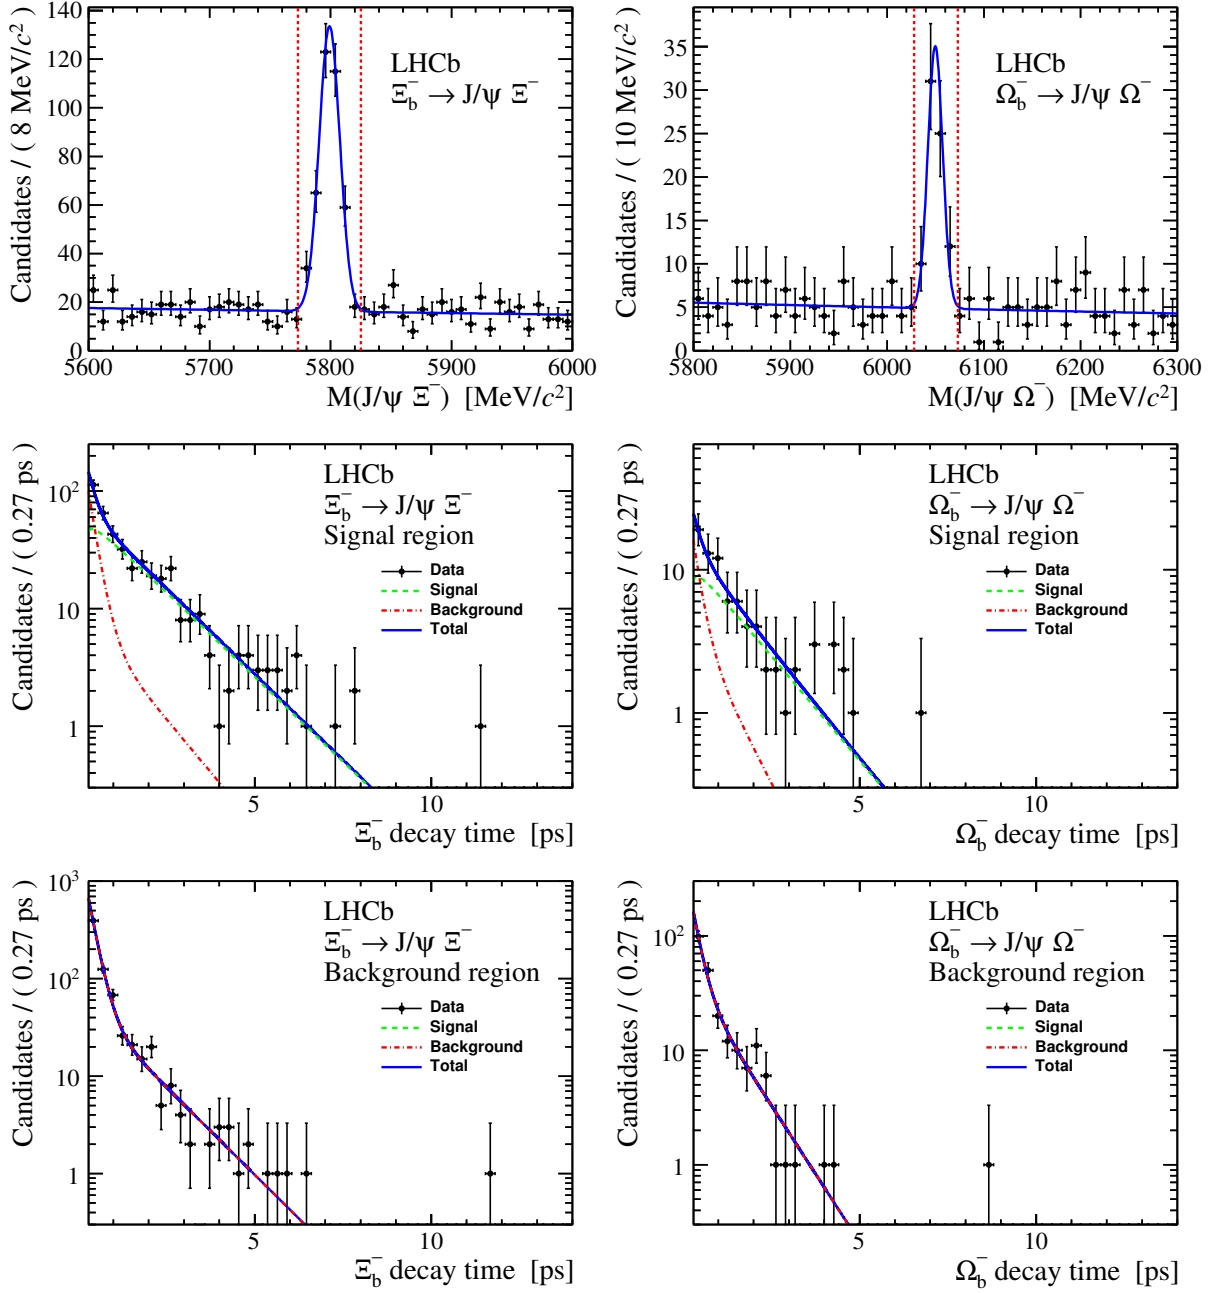 Candidates / ( 8 MeV/c²)
140
120
100
80
60
40
20
0
LHCb
Ξb⁻ → J/ψ Ξ⁻
5600 5700 5800 5900 6000
M(J/ψ Ξ⁻) [MeV/c²]
Candidates / ( 10 MeV/c²)
35
30
25
20
15
10
5
0
LHCb
Ωb⁻ → J/ψ Ω⁻
5800 5900 6000 6100 6200 6300
M(J/ψ Ω⁻) [MeV/c²]
Candidates / ( 0.27 ps )
10²
10
1
LHCb
Ξb⁻ → J/ψ Ξ⁻
Signal region
Data
Signal
Background
Total
5 10
Ξb⁻ decay time [ps]
Candidates / ( 0.27 ps )
10
1
LHCb
Ωb⁻ → J/ψ Ω⁻
Signal region
Data
Signal
Background
Total
5 10
Ωb⁻ decay time [ps]
Candidates / ( 0.27 ps )
10³
10²
10
1
LHCb
Ξb⁻ → J/ψ Ξ⁻
Background region
Data
Signal
Background
Total
5 10
Ξb⁻ decay time [ps]
Candidates / ( 0.27 ps )
10²
10
1
LHCb
Ωb⁻ → J/ψ Ω⁻
Background region
Data
Signal
Background
Total
5 10
Ωb⁻ decay time [ps]